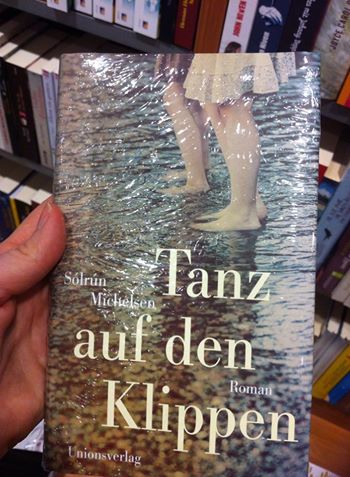 Sólrún
Michelsen
Tanz
auf den
Klippen
Roman
Unionsverlag